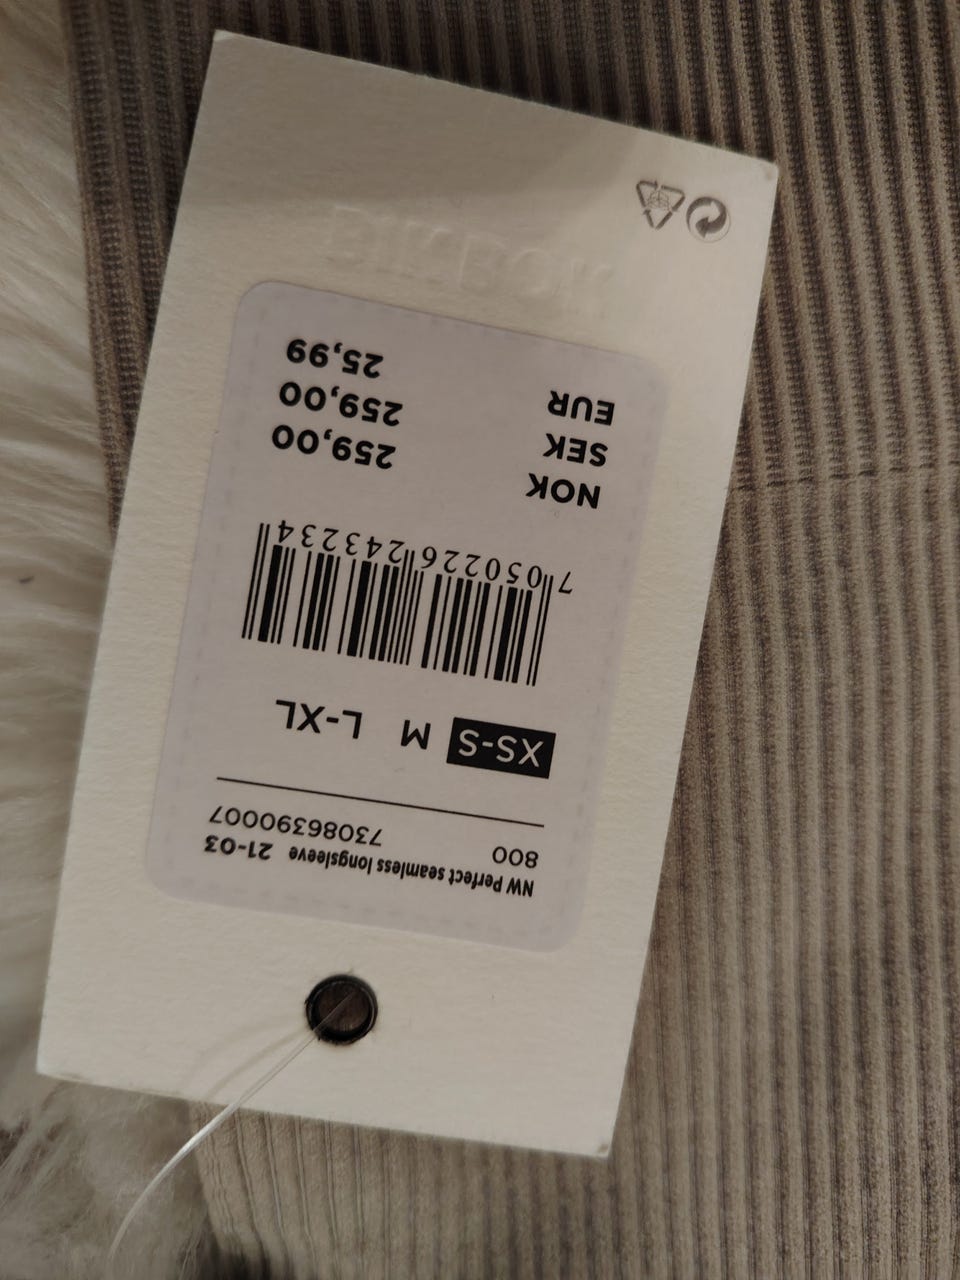 NW Perfect seamless longsleeve 21-03
800 73086390007
XS-S M L-XL
7 050226 243234
NOK 259,00
SEK 259,00
EUR 25,99
BIKBOK